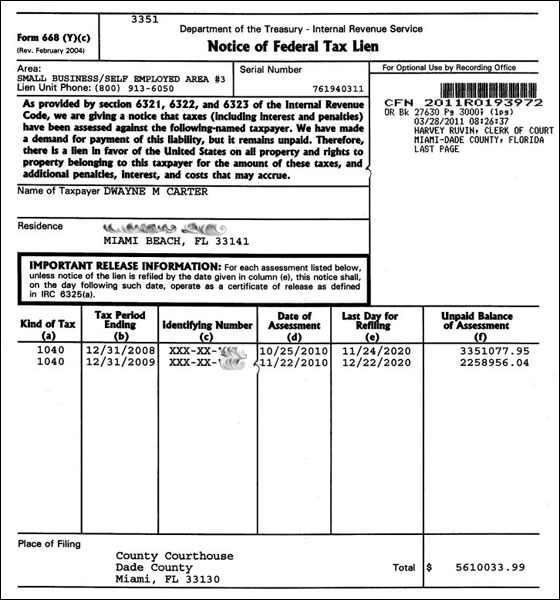 3351
Form 668 (Y)(c)
(Rev. February 2004)
Department of the Treasury - Internal Revenue Service
Notice of Federal Tax Lien
Area:
SMALL BUSINESS/SELF EMPLOYED AREA #3
Lien Unit Phone: (800) 913-6050
Serial Number
761940311
For Optional Use by Recording Office
CFN 2011R0193972
OR Bk 27630 Pg 3000; (1pg)
03/28/2011 08:26:37
HARVEY RUVIN, CLERK OF COURT
MIAMI-DADE COUNTY, FLORIDA
LAST PAGE
As provided by section 6321, 6322, and 6323 of the Internal Revenue
Code, we are giving a notice that taxes (including interest and penalties)
have been assessed against the following-named taxpayer. We have made
a demand for payment of this liability, but it remains unpaid. Therefore,
there is a lien in favor of the United States on all property and rights to
property belonging to this taxpayer for the amount of these taxes, and
additional penalties, interest, and costs that may accrue.
Name of Taxpayer DWAYNE M CARTER
Residence
MIAMI BEACH, FL 33141
IMPORTANT RELEASE INFORMATION: For each assessment listed below,
unless notice of the lien is refiled by the date given in column (e), this notice shall,
on the day following such date, operate as a certificate of release as defined
in IRC 6325(a).
Kind of Tax (a) Tax Period Ending (b) Identifying Number (c) Date of Assessment (d) Last Day for Refiling (e) Unpaid Balance of Assessment (f)
1040 12/31/2008 XXX-XX- 10/25/2010 11/24/2020 3351077.95
1040 12/31/2009 XXX-XX- 11/22/2010 12/22/2020 2258956.04
Place of Filing
County Courthouse
Dade County
Miami, FL 33130
Total $ 5610033.99